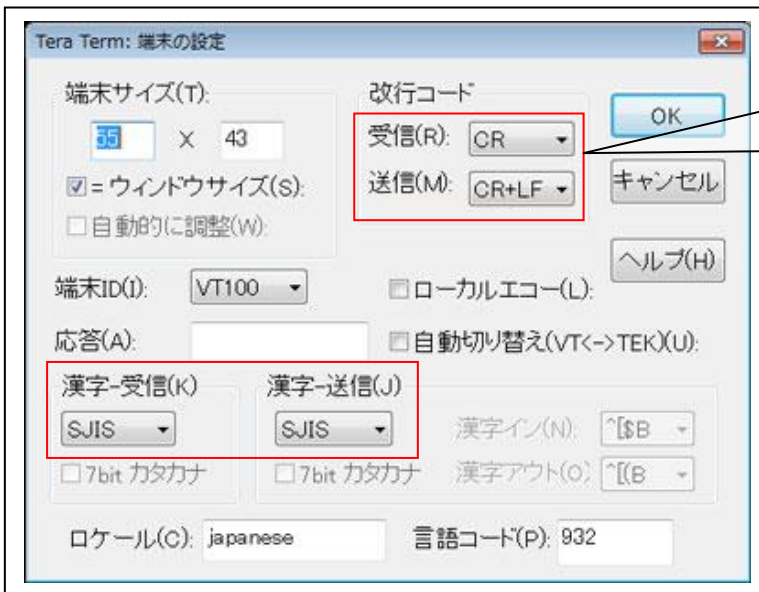 Tera Term: 端末の設定
端末サイズ(T):
55 X 43
=ウィンドウサイズ(S):
自動的に調整(W):
改行コード
受信(R): CR
送信(M): CR+LF
OK
キャンセル
ヘルプ(H)
端末ID(I): VT100
ローカルエコー(L):
応答(A):
自動切り替え(VT<->TEK)(U):
漢字-受信(K)
SJIS
7bit カタカナ
漢字-送信(J)
SJIS
7bit カタカナ
漢字イン(N): ^[$B
漢字アウト(O) ^[(B
ロケール(C): japanese
言語コード(P): 932